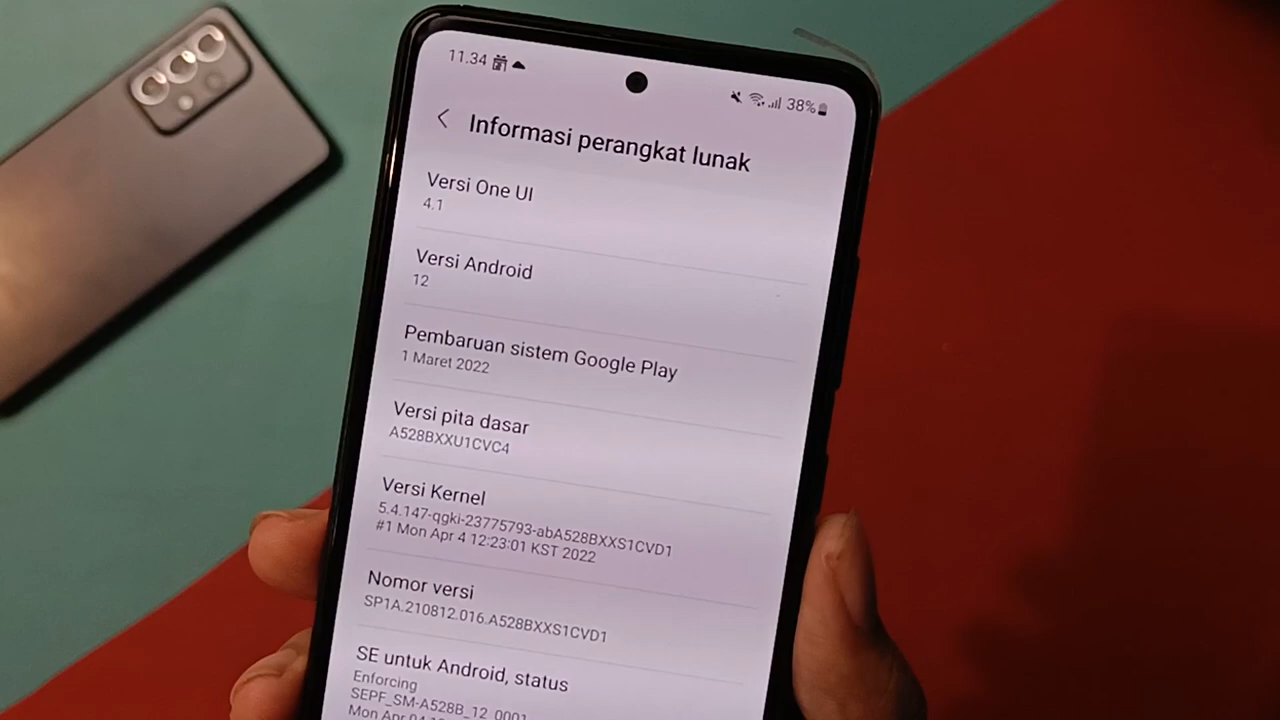 11.34
38%
Informasi perangkat lunak
Versi One UI
4.1
Versi Android
12
Pembaruan sistem Google Play
1 Maret 2022
Versi pita dasar
A528BXXU1CVC4
Versi Kernel
5.4.147-qgki-23775793-abA528BXXS1CVD1
#1 Mon Apr 4 12:23:01 KST 2022
Nomor versi
SP1A.210812.016.A528BXXS1CVD1
SE untuk Android, status
Enforcing
SEPF_SM-A528B_12_0001
Mon Apr 04